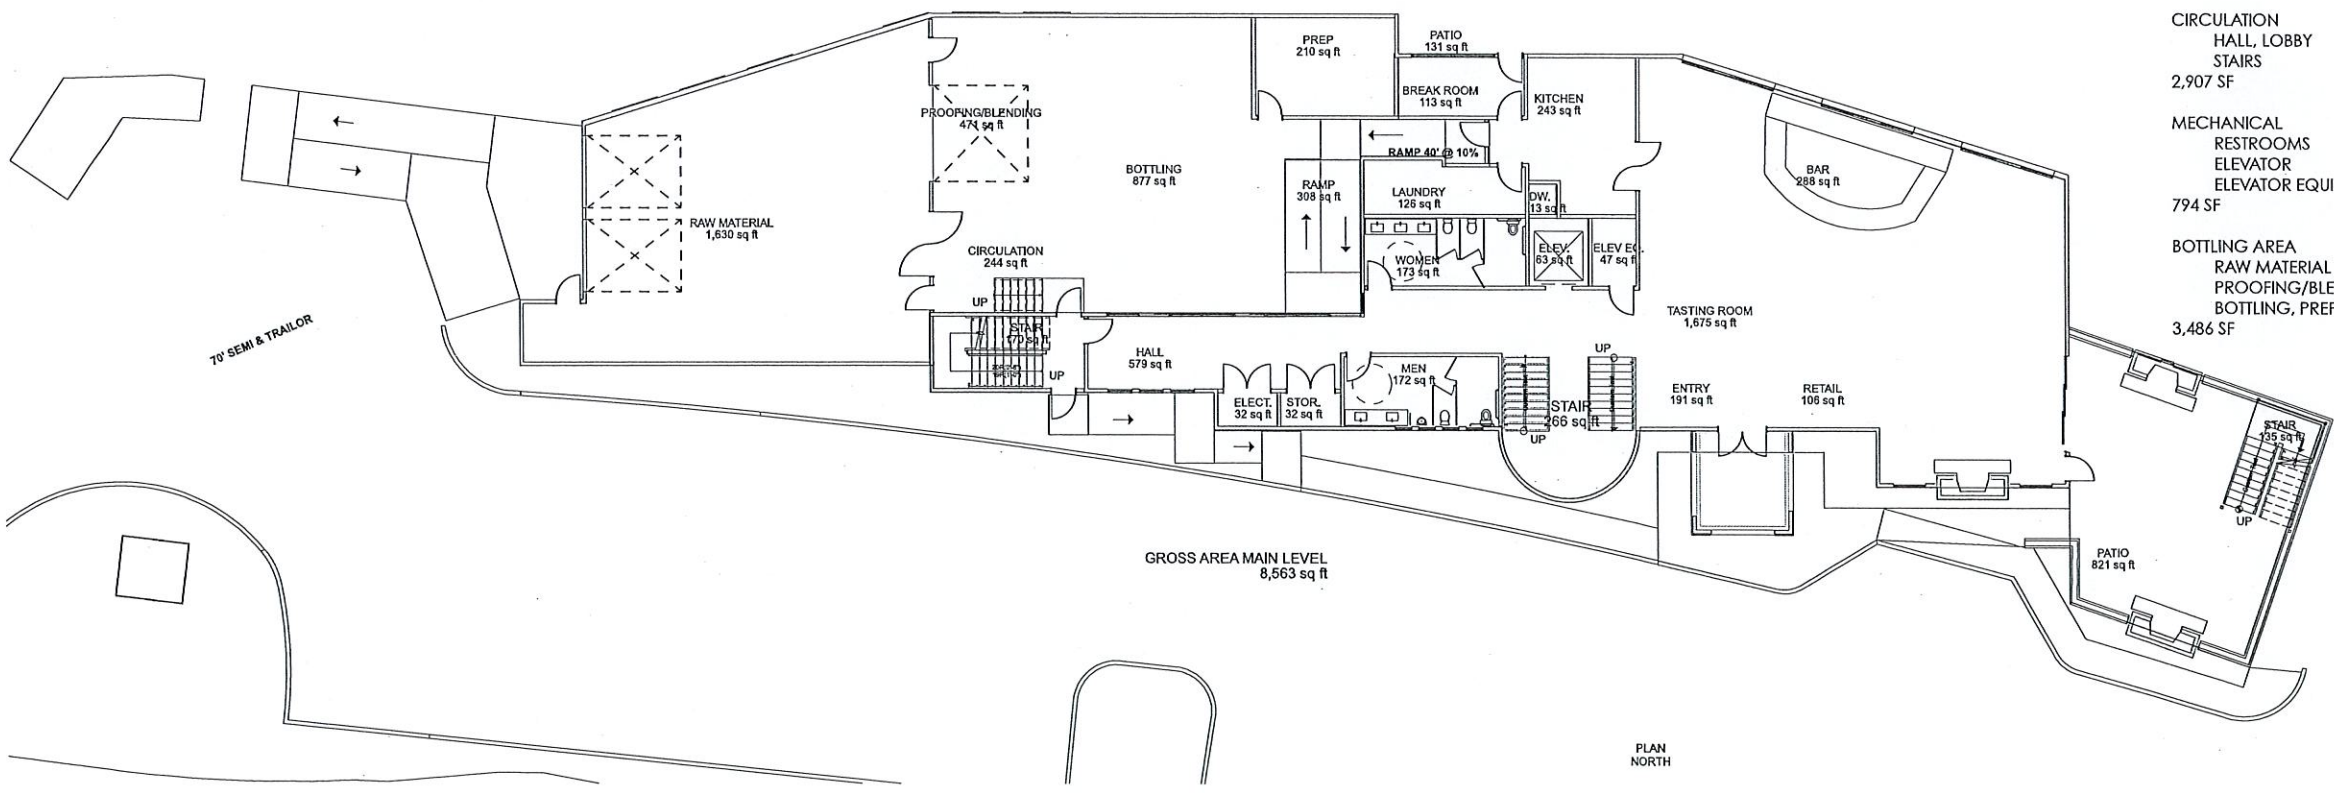 CIRCULATION
HALL, LOBBY
STAIRS
2,907 SF
MECHANICAL
RESTROOMS
ELEVATOR
ELEVATOR EQUI
794 SF
BOTTLING AREA
RAW MATERIAL
PROOFING/BLE
BOTTLING, PREP
3,486 SF
PREP
210 sq ft
PATIO
131 sq ft
BREAK ROOM
113 sq ft
KITCHEN
243 sq ft
PROOFING/BLENDING
471 sq ft
BOTTLING
877 sq ft
RAMP 40' @ 10%
RAMP
308 sq ft
LAUNDRY
126 sq ft
DW.
13 sq ft
BAR
288 sq ft
RAW MATERIAL
1,630 sq ft
CIRCULATION
244 sq ft
WOMEN
173 sq ft
ELEV.
63 sq ft
ELEV EQ.
47 sq ft
UP
TASTING ROOM
1,675 sq ft
70' SEMI & TRAILOR
STAIR
170 sq ft
UP
HALL
579 sq ft
UP
MEN
172 sq ft
ELECT.
32 sq ft
STOR.
32 sq ft
STAIR
266 sq ft
UP
ENTRY
191 sq ft
RETAIL
106 sq ft
STAIR
135 sq ft
UP
PATIO
821 sq ft
GROSS AREA MAIN LEVEL
8,563 sq ft
PLAN
NORTH